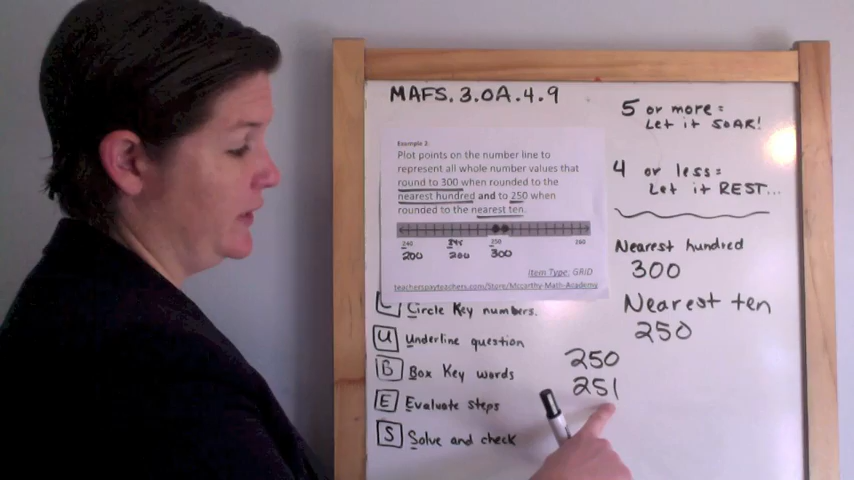 MAFS.3.OA.4.9
5 or more =
Let it SOAR!
4 or less =
Let it REST...
Example 2:
Plot points on the number line to
represent all whole number values that
round to 300 when rounded to the
nearest hundred and to 250 when
rounded to the nearest ten.
240 245 250 260
200 200 300
Item Type: GRID
teacherspayteachers.com/Store/Mccarthy-Math-Academy
Nearest hundred
300
Nearest ten
250
Circle Key numbers.
U Underline question
B Box Key words
E Evaluate steps
S Solve and check
250
251